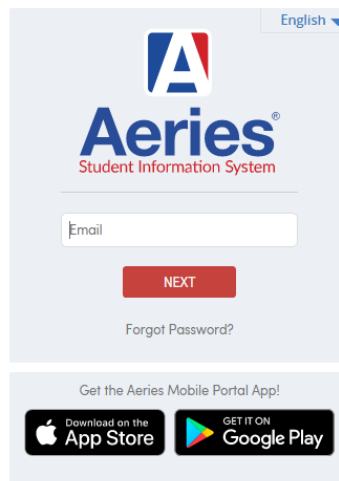 English
Aeries®
Student Information System
Email
NEXT
Forgot Password?
Get the Aeries Mobile Portal App!
Download on the
App Store
GET IT ON
Google Play